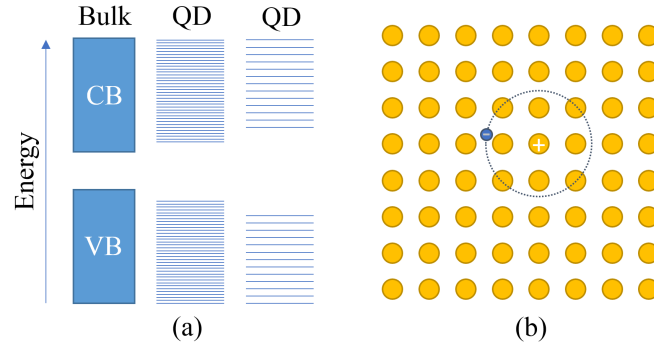 Bulk QD QD
Energy
CB
VB
− +
(a) (b)